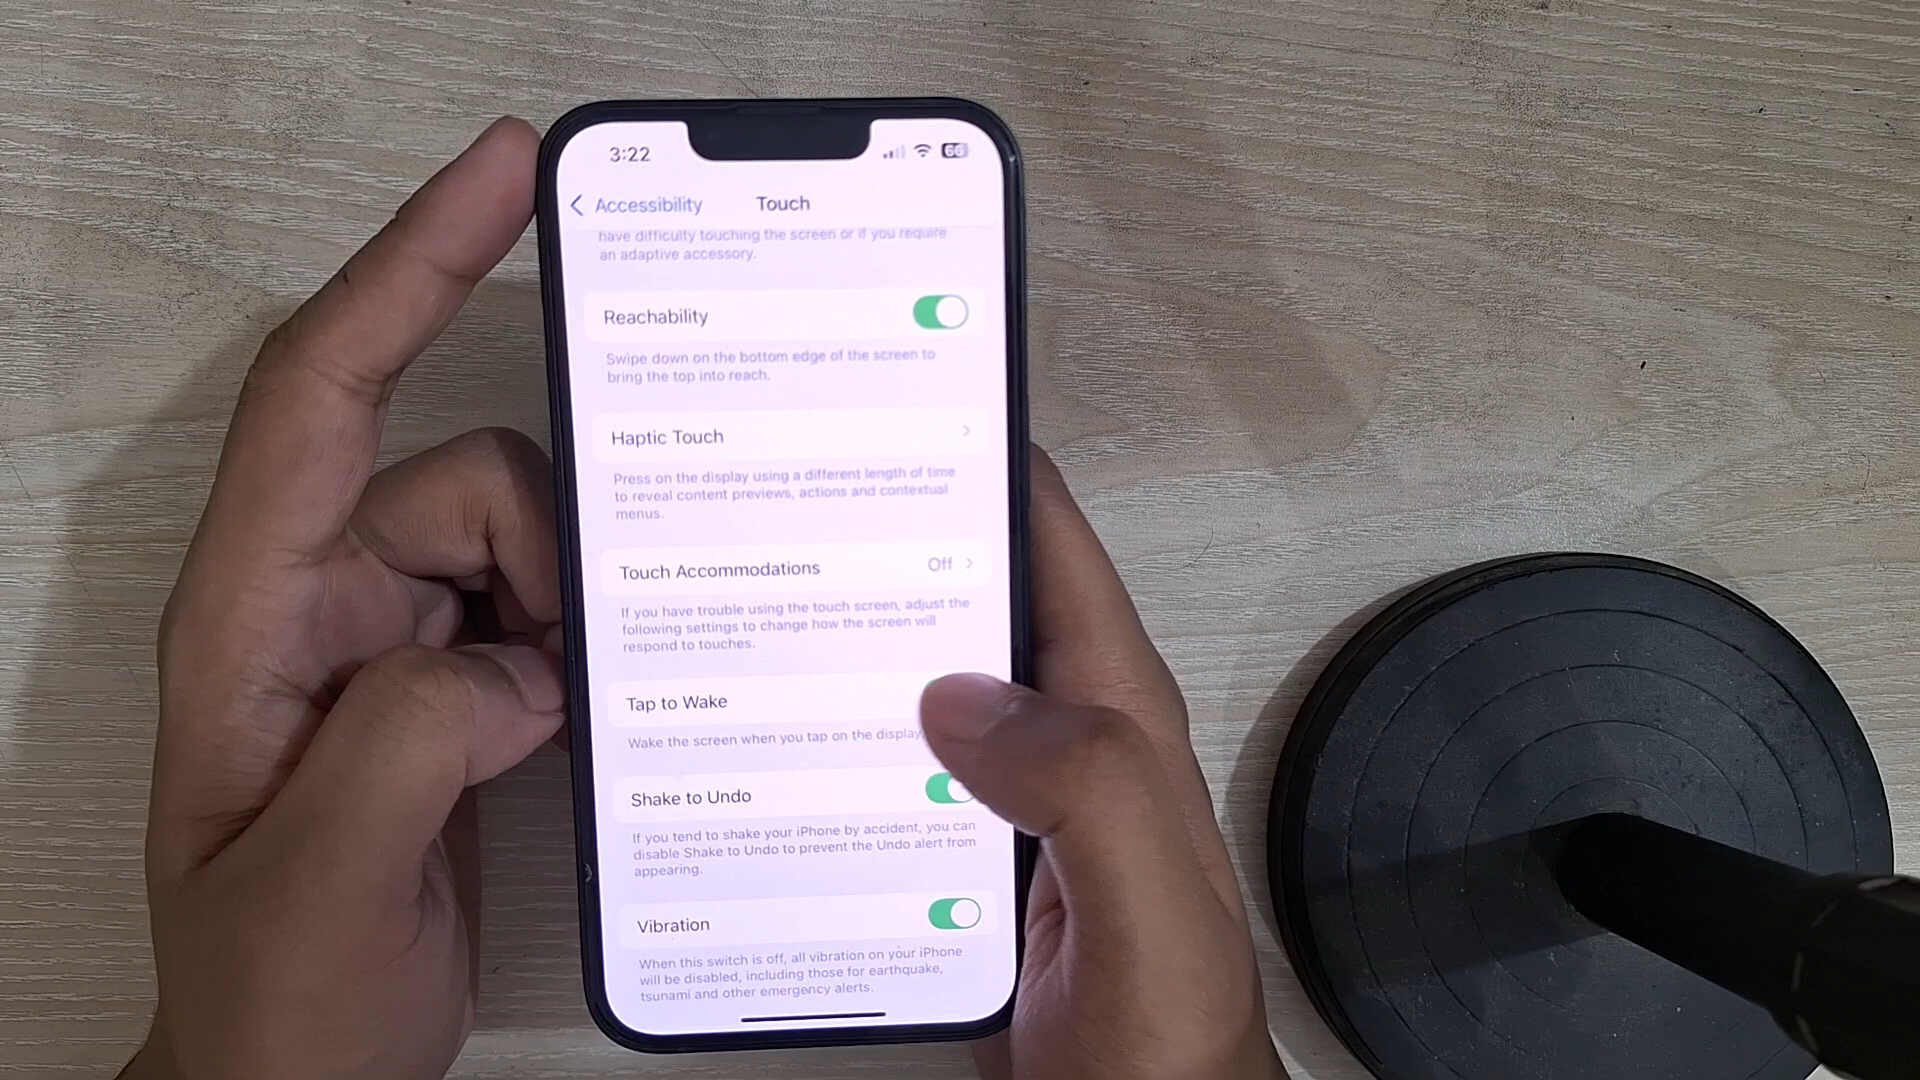 3:22
66
Accessibility
Touch
have difficulty touching the screen or if you require
an adaptive accessory.
Reachability
Swipe down on the bottom edge of the screen to
bring the top into reach.
Haptic Touch
Press on the display using a different length of time
to reveal content previews, actions and contextual
menus.
Touch Accommodations
Off
If you have trouble using the touch screen, adjust the
following settings to change how the screen will
respond to touches.
Tap to Wake
Wake the screen when you tap on the display.
Shake to Undo
If you tend to shake your iPhone by accident, you can
disable Shake to Undo to prevent the Undo alert from
appearing.
Vibration
When this switch is off, all vibration on your iPhone
will be disabled, including those for earthquake,
tsunami and other emergency alerts.